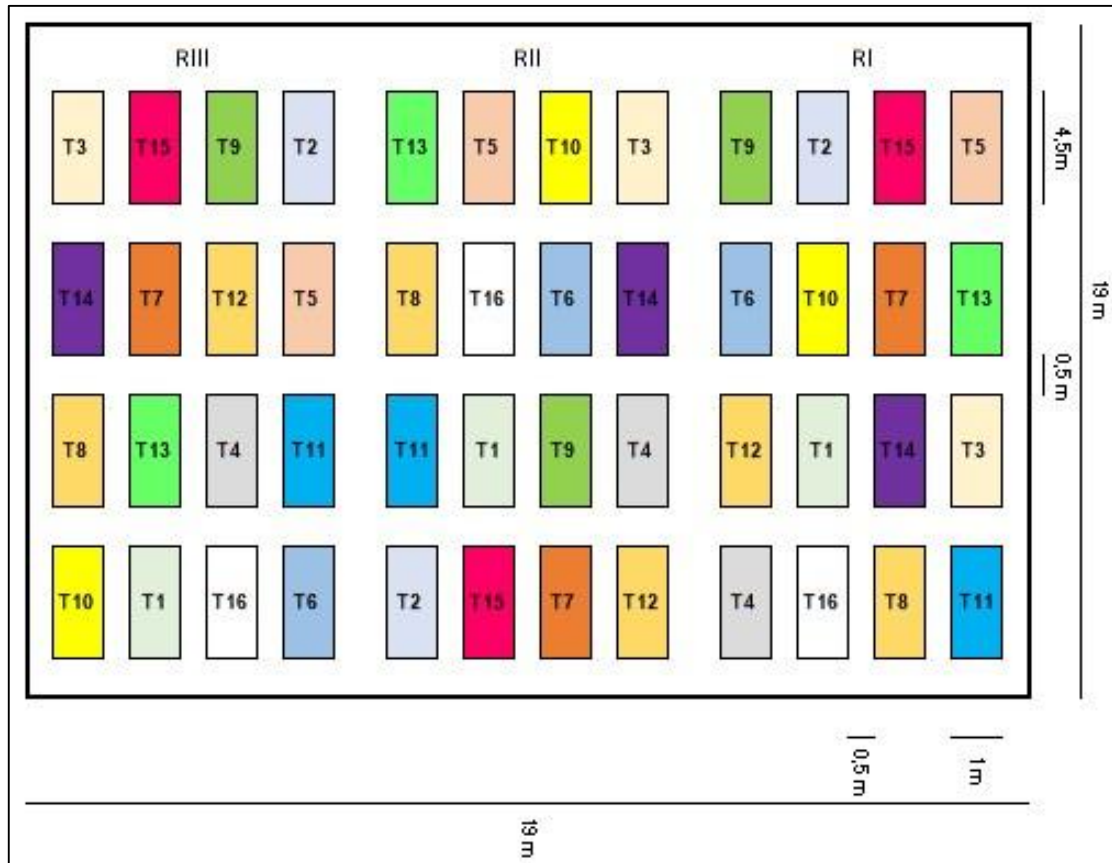 RIII RII RI
T3 T15 T9 T2 T13 T5 T10 T3 T9 T2 T15 T5
4,5m
T14 T7 T12 T5 T8 T16 T6 T14 T6 T10 T7 T13
19 m
0,5 m
T8 T13 T4 T11 T11 T1 T9 T4 T12 T1 T14 T3
T10 T1 T16 T6 T2 T15 T7 T12 T4 T16 T8 T11
0,5 m
1 m
19 m